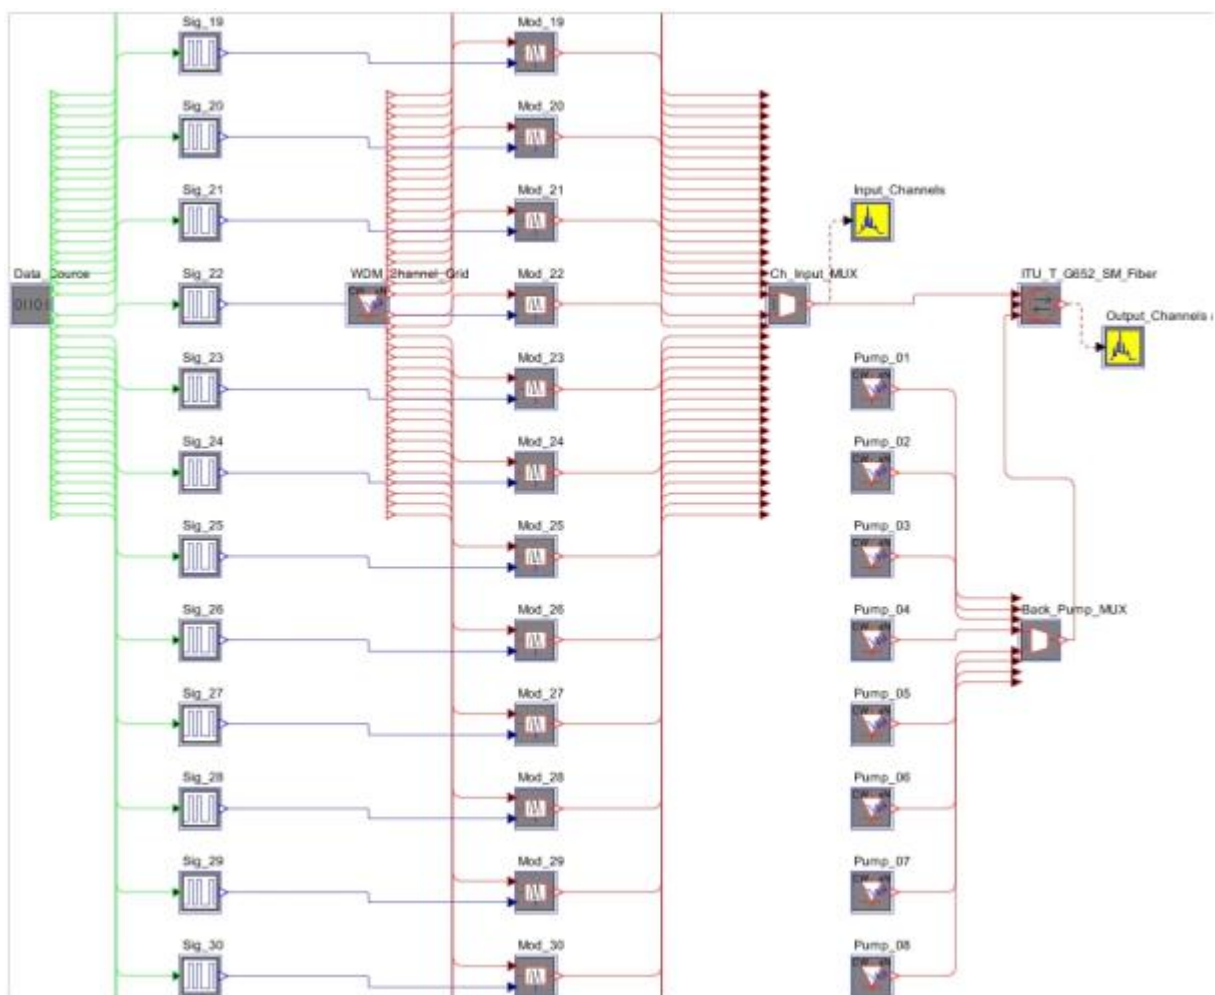 Sig_19 Mod_19
Sig_20 Mod_20
Sig_21 Mod_21 Input_Channels
Data_Source Sig_22 WDM_Channel_Grid Mod_22 Ch_Input_MUX ITU_T_G652_SM_Fiber
01101
Output_Channels
Sig_23 Mod_23 Pump_01
Sig_24 Mod_24 Pump_02
Sig_25 Mod_25 Pump_03
Sig_26 Mod_26 Pump_04 Back_Pump_MUX
Sig_27 Mod_27 Pump_05
Sig_28 Mod_28 Pump_06
Sig_29 Mod_29 Pump_07
Sig_30 Mod_30 Pump_08